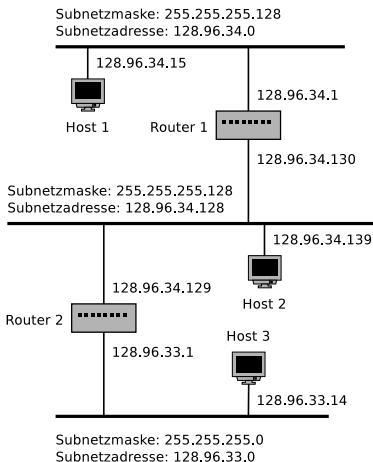 Subnetzmaske: 255.255.255.128
Subnetzadresse: 128.96.34.0
128.96.34.15
128.96.34.1
Host 1
Router 1
128.96.34.130
Subnetzmaske: 255.255.255.128
Subnetzadresse: 128.96.34.128
128.96.34.139
128.96.34.129
Host 2
Router 2
Host 3
128.96.33.1
128.96.33.14
Subnetzmaske: 255.255.255.0
Subnetzadresse: 128.96.33.0